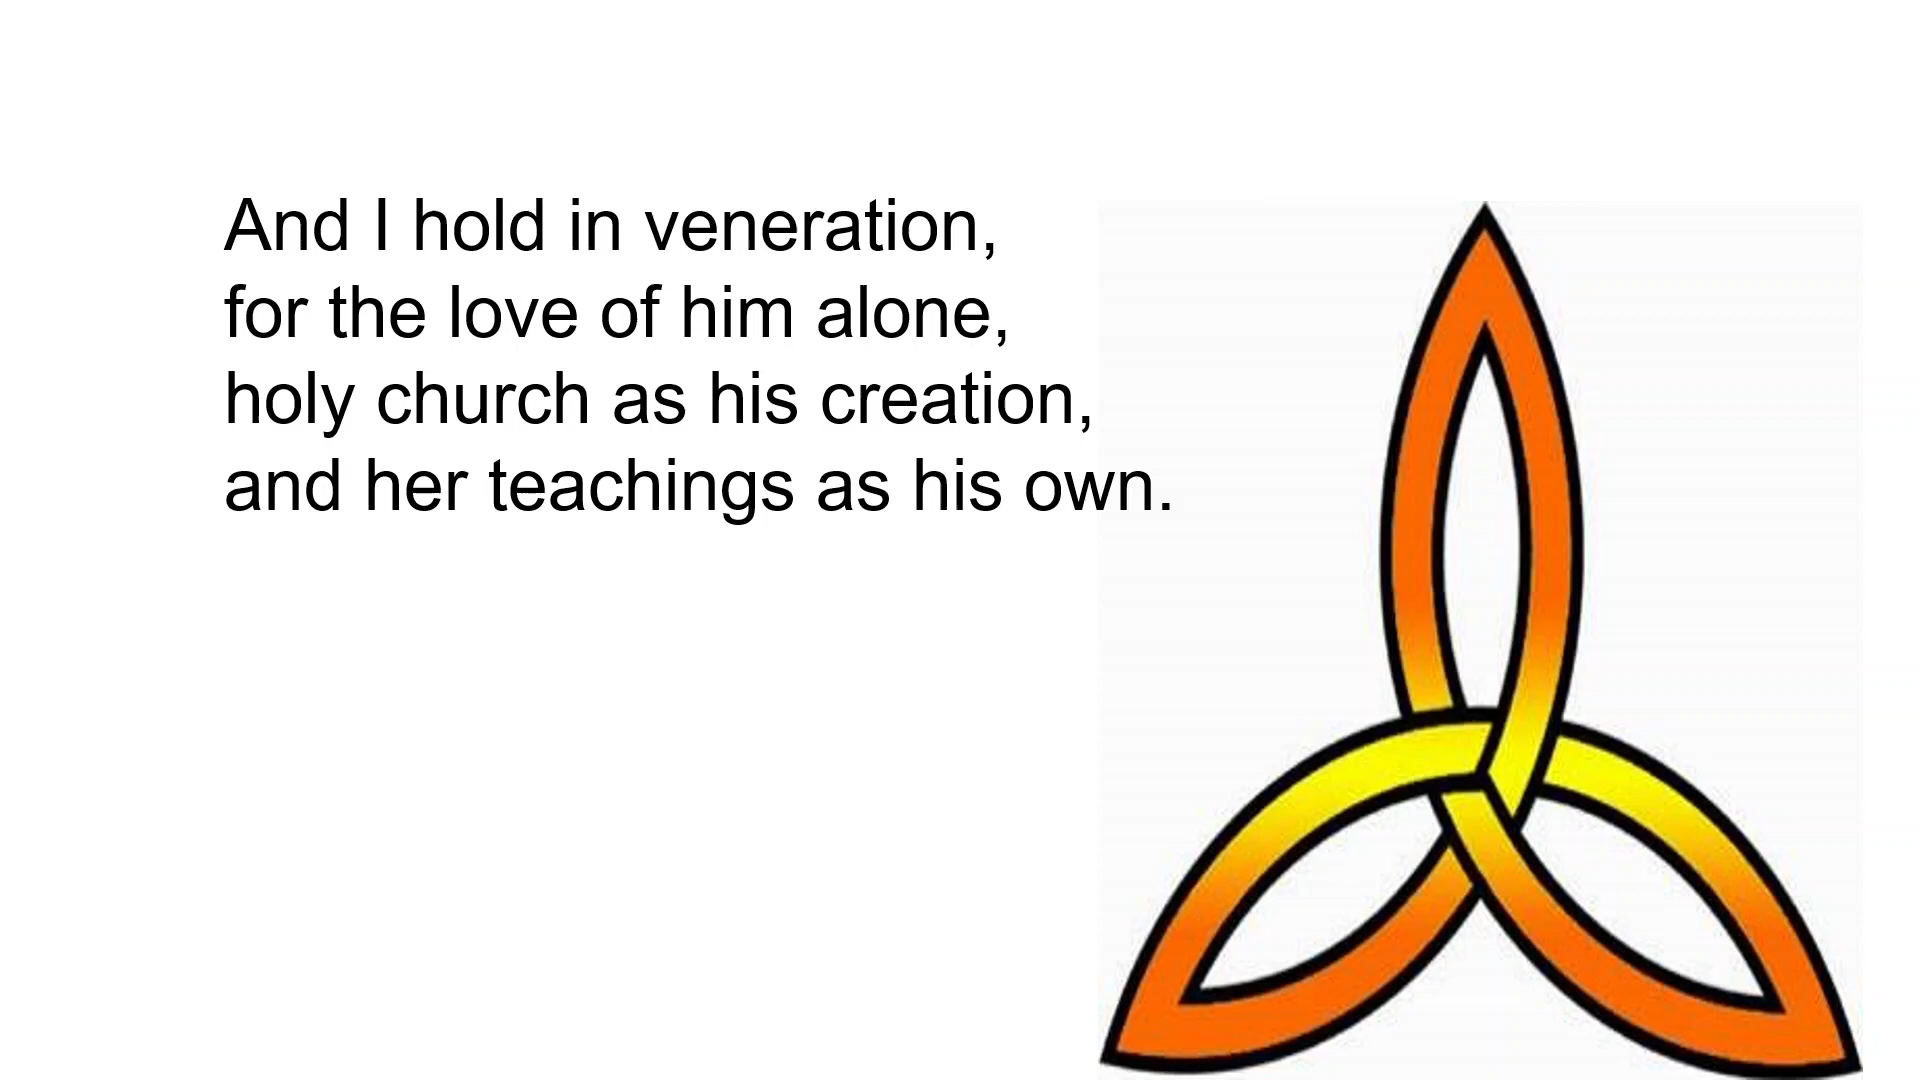 And I hold in veneration,
for the love of him alone,
holy church as his creation,
and her teachings as his own.